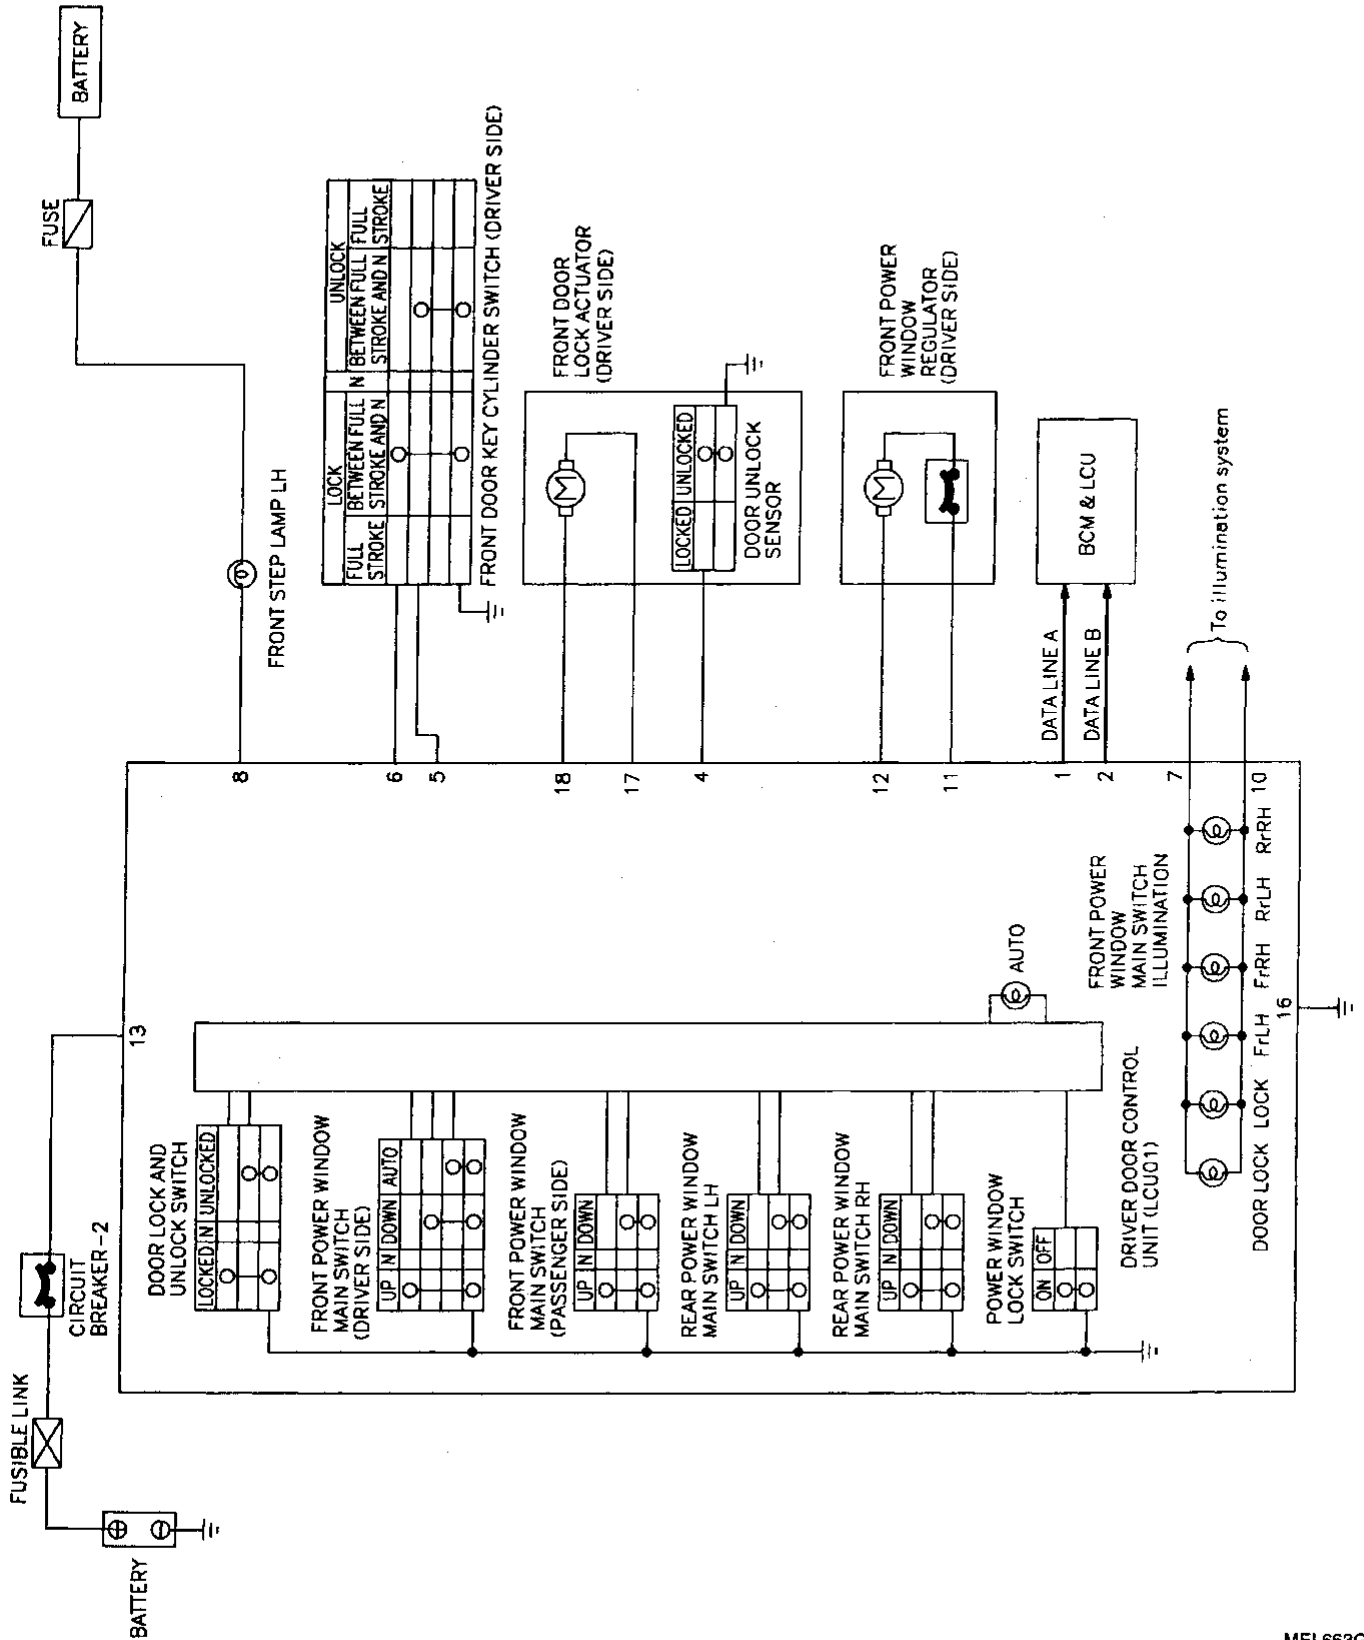 BATTERY
FUSIBLE LINK
CIRCUIT
BREAKER-2
13
BATTERY
FUSE
FRONT STEP LAMP LH
8
DOOR LOCK AND
UNLOCK SWITCH
LOCKED N UNLOCKED
FRONT POWER WINDOW
MAIN SWITCH
(DRIVER SIDE)
UP N DOWN AUTO
FRONT POWER WINDOW
MAIN SWITCH
(PASSENGER SIDE)
UP N DOWN
REAR POWER WINDOW
MAIN SWITCH LH
UP N DOWN
REAR POWER WINDOW
MAIN SWITCH RH
UP N DOWN
POWER WINDOW
LOCK SWITCH
ON OFF
AUTO
DRIVER DOOR CONTROL
UNIT (LCU01)
FRONT POWER
WINDOW
MAIN SWITCH
ILLUMINATION
DOOR LOCK LOCK FrLH FrRH RrLH RrRH
16
6
5
LOCK N UNLOCK
FULL
STROKE
BETWEEN FULL
STROKE AND N
BETWEEN FULL
STROKE AND N
FULL
STROKE
FRONT DOOR KEY CYLINDER SWITCH (DRIVER SIDE)
18
17
4
M
FRONT DOOR
LOCK ACTUATOR
(DRIVER SIDE)
LOCKED UNLOCKED
DOOR UNLOCK
SENSOR
12
11
M
FRONT POWER
WINDOW
REGULATOR
(DRIVER SIDE)
1
2
DATA LINE A
DATA LINE B
BCM & LCU
7
10
To illumination system